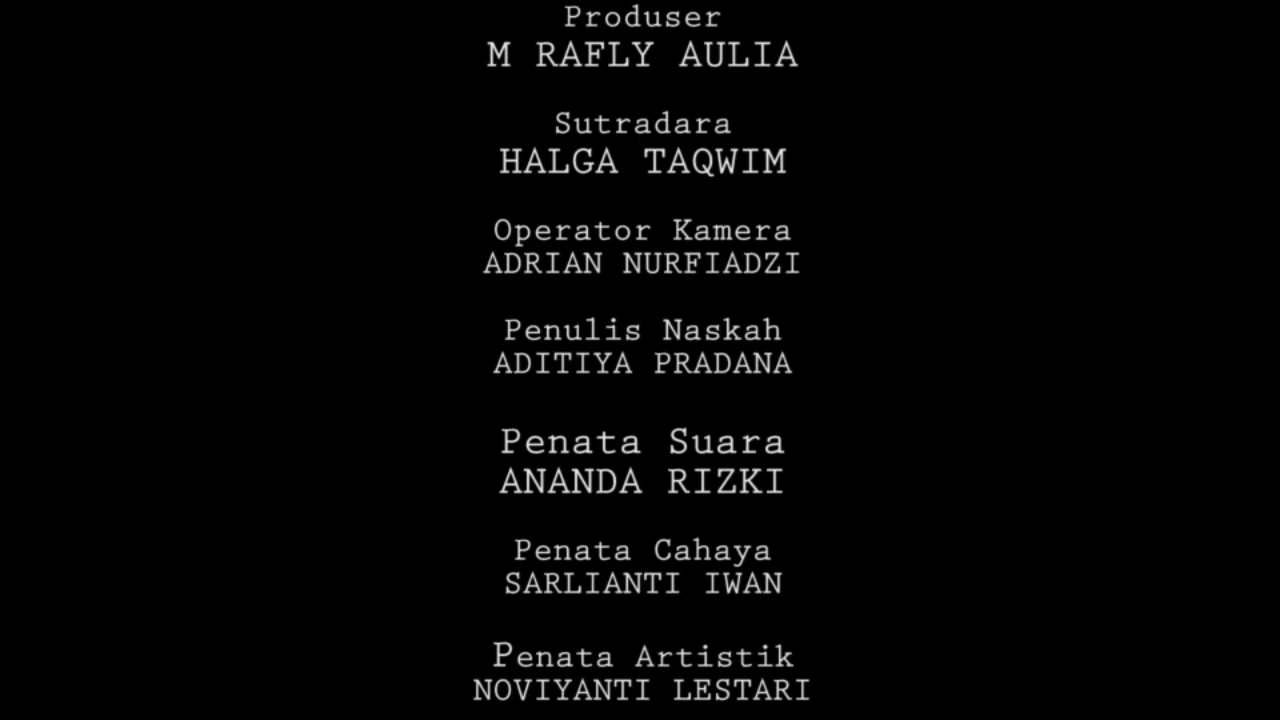 Produser
M RAFLY AULIA
Sutradara
HALGA TAQWIM
Operator Kamera
ADRIAN NURFIADZI
Penulis Naskah
ADITIYA PRADANA
Penata Suara
ANANDA RIZKI
Penata Cahaya
SARLIANTI IWAN
Penata Artistik
NOVIYANTI LESTARI